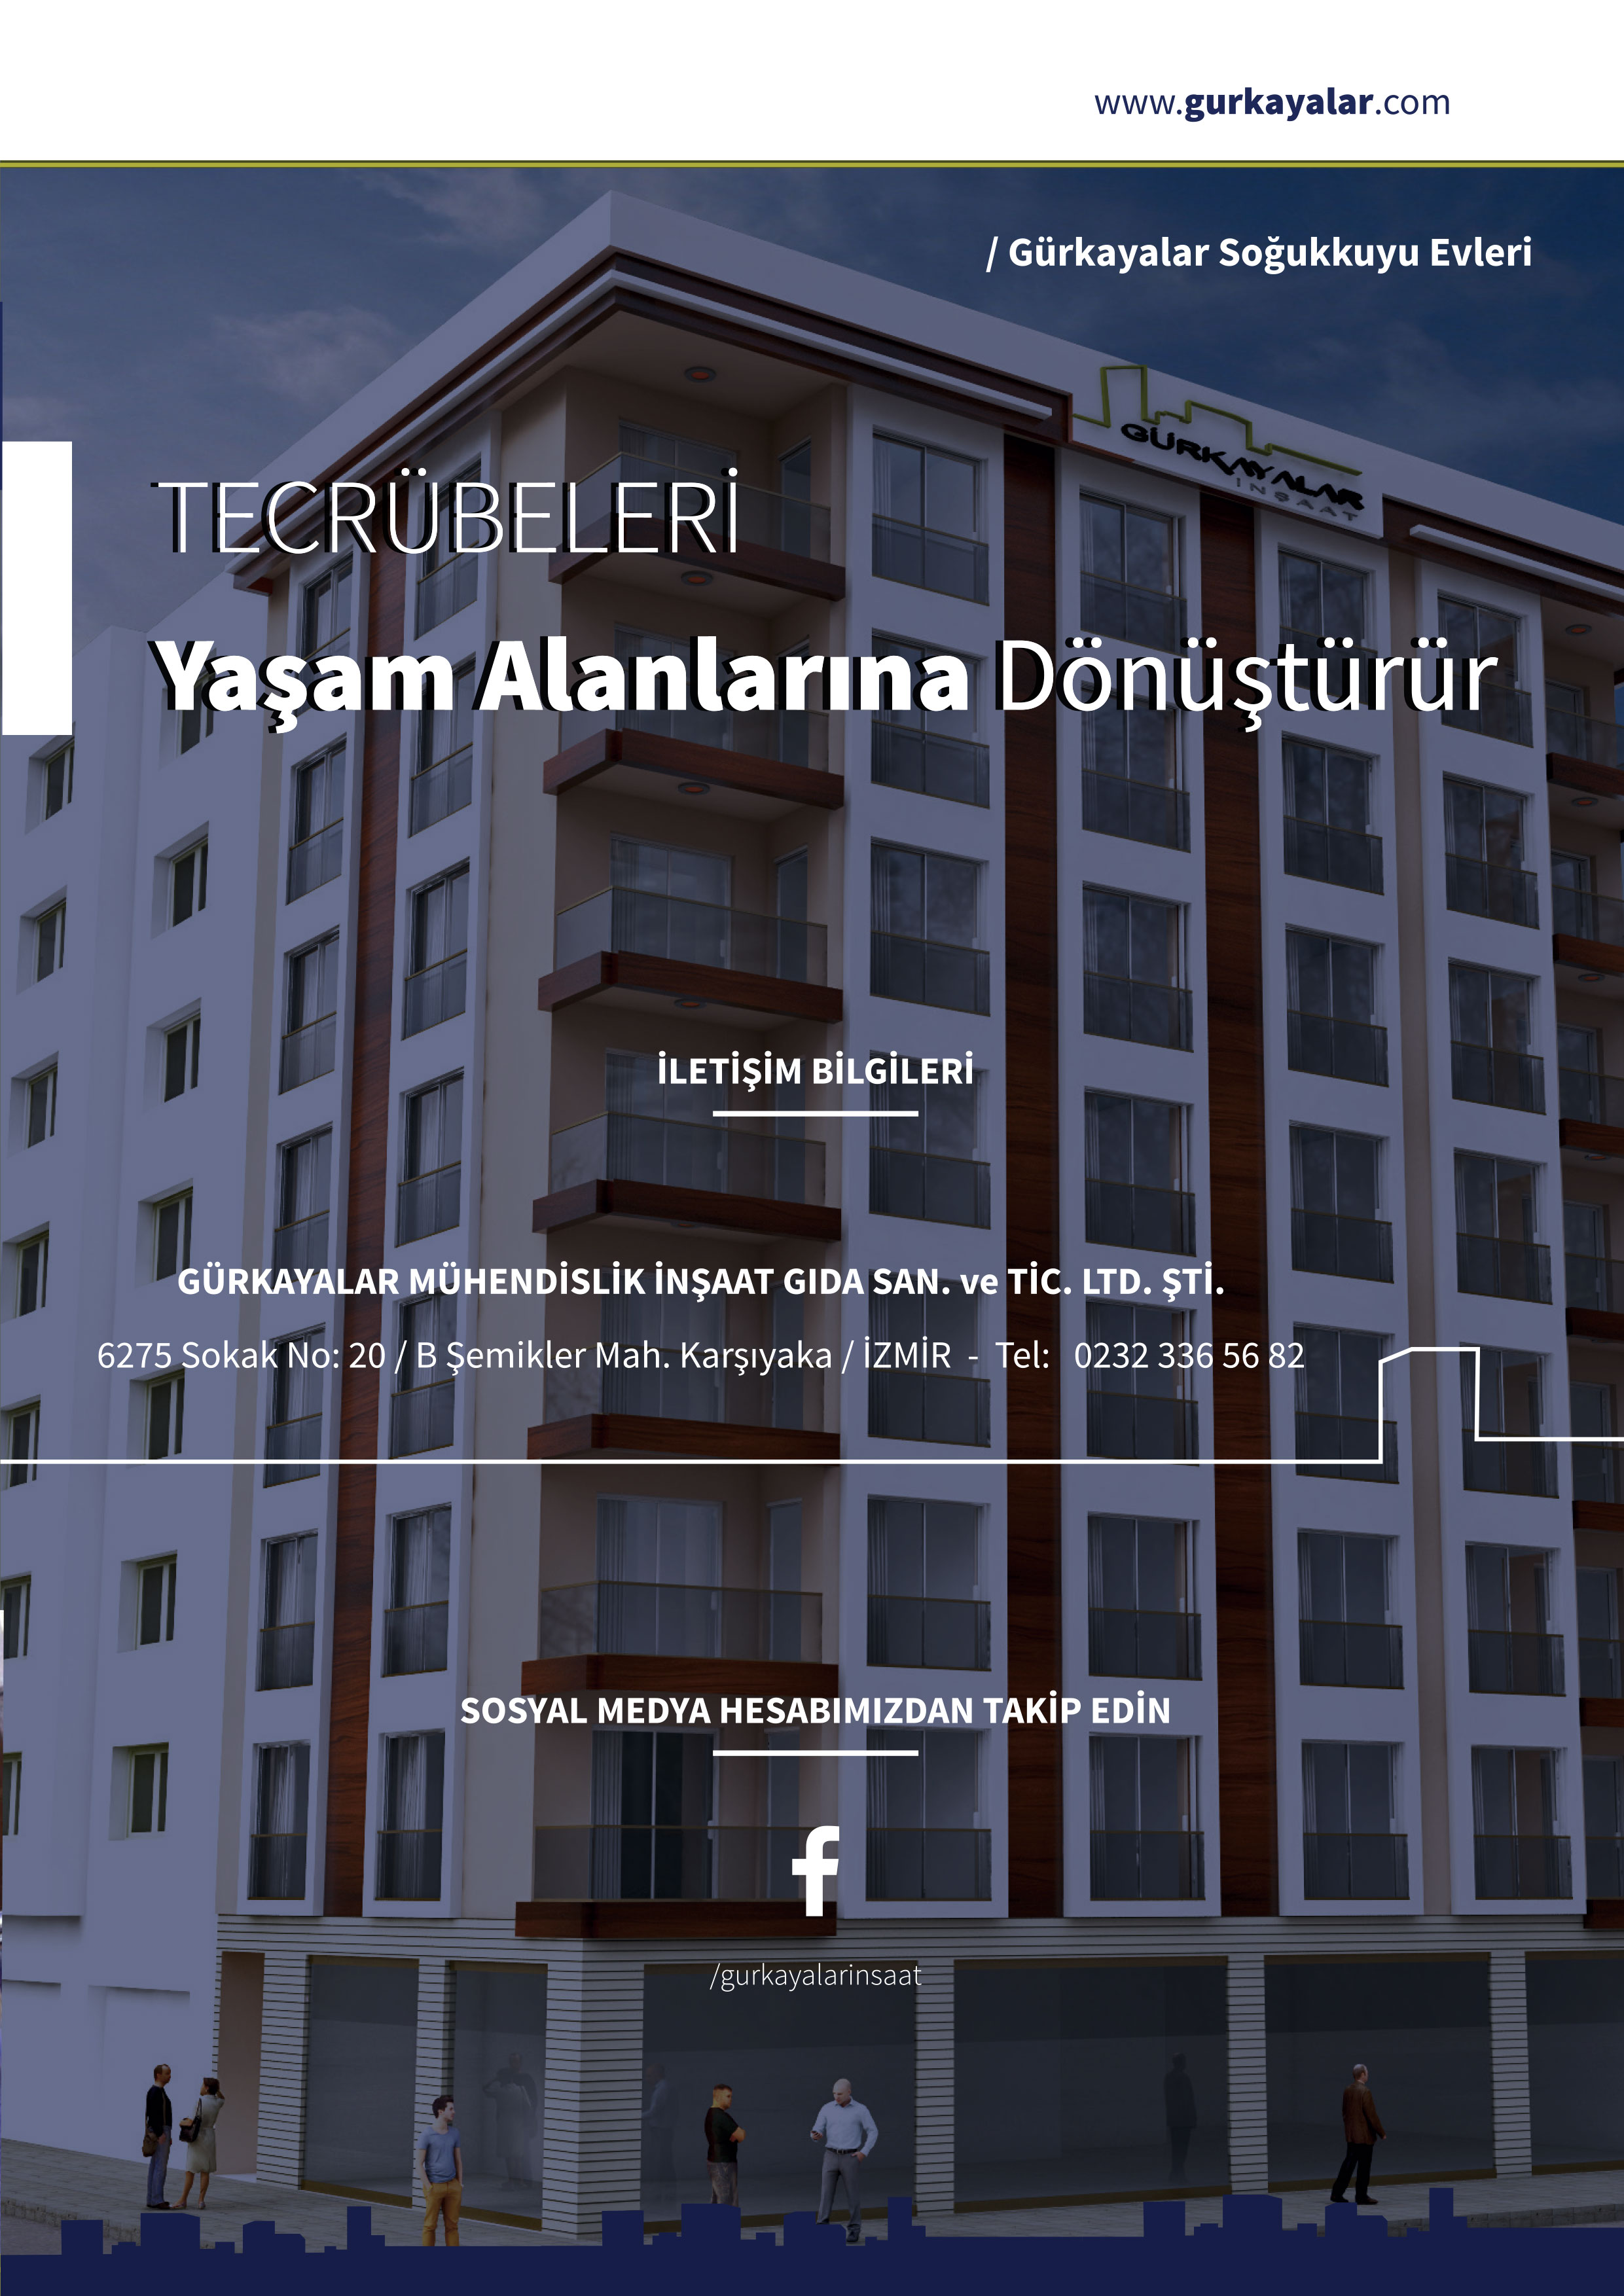 www.gurkayalar.com
/ Gürkayalar Soğukkuyu Evleri
GÜRKAYALAR
İNŞAAT
TECRÜBELERİ
Yaşam Alanlarına Dönüştürür
İLETİŞİM BİLGİLERİ
GÜRKAYALAR MÜHENDİSLİK İNŞAAT GIDA SAN. ve TİC. LTD. ŞTİ.
6275 Sokak No: 20 / B Şemikler Mah. Karşıyaka / İZMİR - Tel: 0232 336 56 82
SOSYAL MEDYA HESABIMIZDAN TAKİP EDİN
f
/gurkayalarinsaat